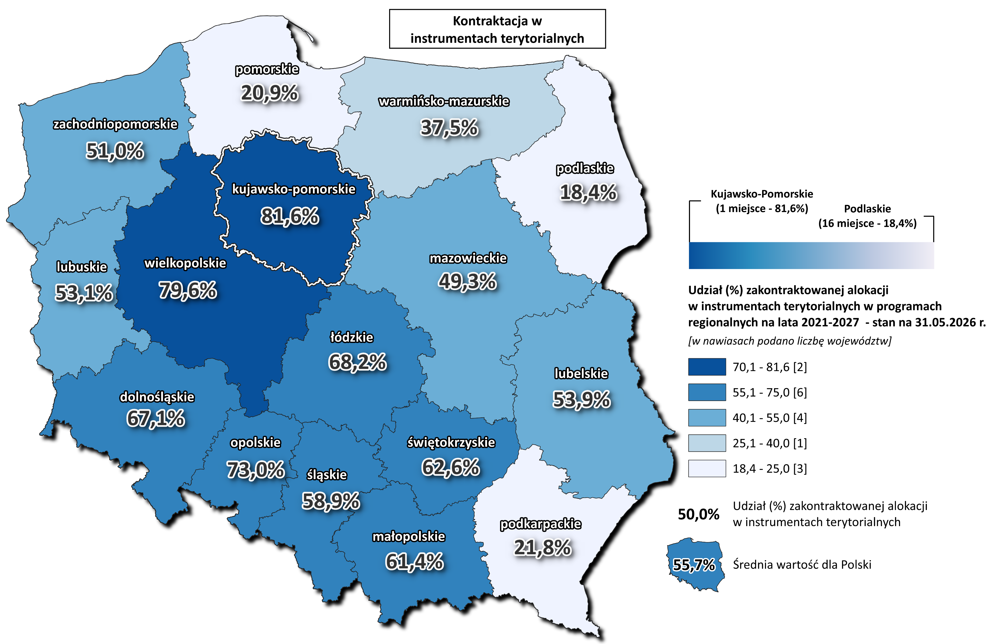 Kontraktacja w
instrumentach terytorialnych
pomorskie
20,9%
warmińsko-mazurskie
37,5%
zachodniopomorskie
51,0%
podlaskie
18,4%
kujawsko-pomorskie
81,6%
lubuskie
53,1%
wielkopolskie
79,6%
mazowieckie
49,3%
łódzkie
68,2%
lubelskie
53,9%
dolnośląskie
67,1%
opolskie
73,0%
śląskie
58,9%
świętokrzyskie
62,6%
małopolskie
61,4%
podkarpackie
21,8%
Kujawsko-Pomorskie
(1 miejsce - 81,6%)
Podlaskie
(16 miejsce - 18,4%)
Udział (%) zakontraktowanej alokacji
w instrumentach terytorialnych w programach
regionalnych na lata 2021-2027 - stan na 31.05.2026 r.
[w nawiasach podano liczbę województw]
70,1 - 81,6 [2]
55,1 - 75,0 [6]
40,1 - 55,0 [4]
25,1 - 40,0 [1]
18,4 - 25,0 [3]
50,0% Udział (%) zakontraktowanej alokacji
w instrumentach terytorialnych
55,7% Średnia wartość dla Polski